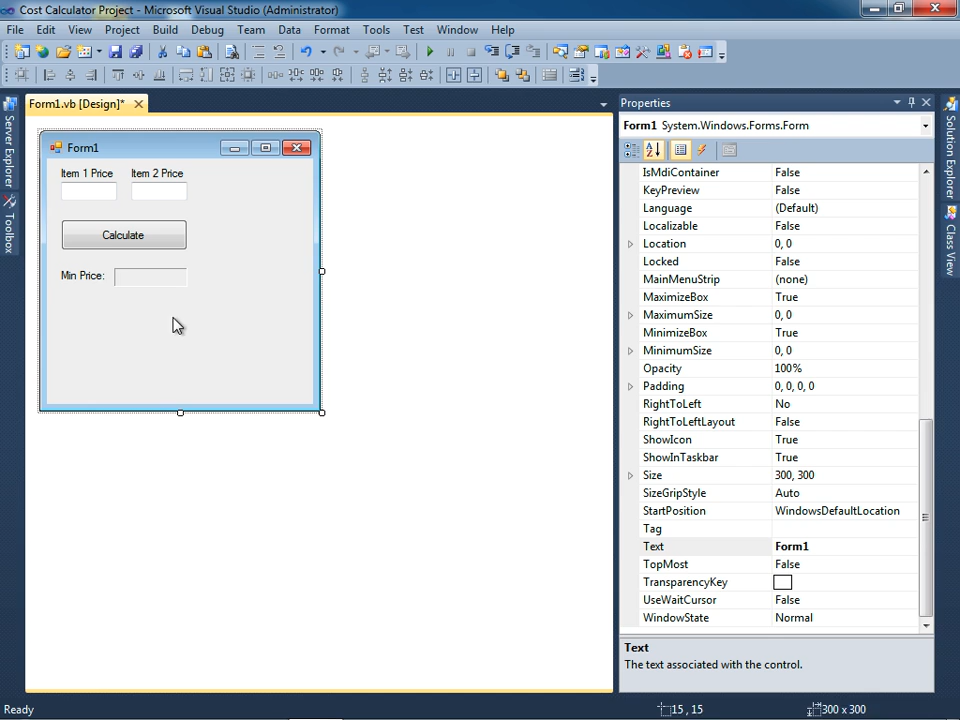 Cost Calculator Project - Microsoft Visual Studio (Administrator)
File Edit View Project Build Debug Team Data Format Tools Test Window Help
Form1.vb [Design]*
Server Explorer
Toolbox
Form1
Item 1 Price Item 2 Price
Calculate
Min Price:
Properties
Form1 System.Windows.Forms.Form
IsMdiContainer False
KeyPreview False
Language (Default)
Localizable False
Location 0, 0
Locked False
MainMenuStrip (none)
MaximizeBox True
MaximumSize 0, 0
MinimizeBox True
MinimumSize 0, 0
Opacity 100%
Padding 0, 0, 0, 0
RightToLeft No
RightToLeftLayout False
ShowIcon True
ShowInTaskbar True
Size 300, 300
SizeGripStyle Auto
StartPosition WindowsDefaultLocation
Tag
Text Form1
TopMost False
TransparencyKey
UseWaitCursor False
WindowState Normal
Text
The text associated with the control.
Solution Explorer
Class View
Ready 15 , 15 300 x 300